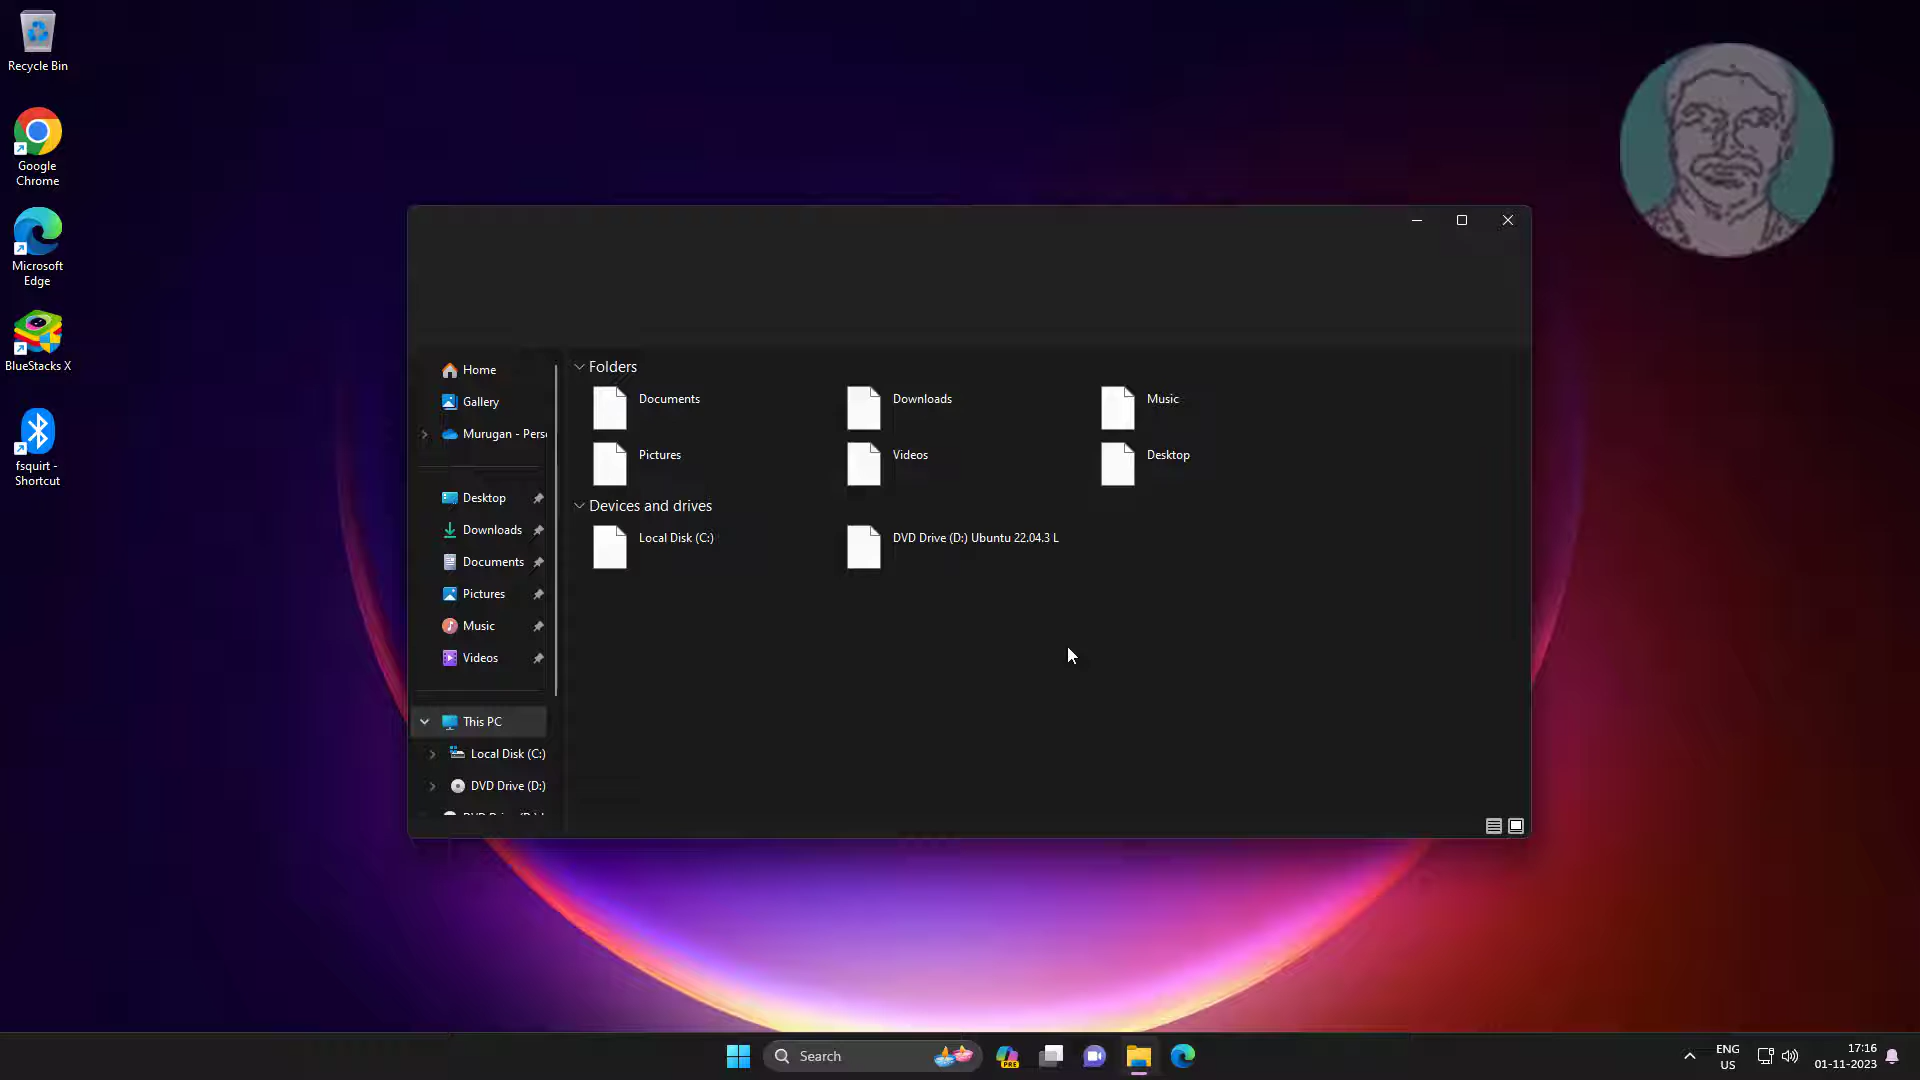 Recycle Bin
Google
Chrome
Microsoft
Edge
BlueStacks X
fsquirt -
Shortcut
Home
Gallery
Murugan - Pers
Desktop
Downloads
Documents
Pictures
Music
Videos
This PC
Local Disk (C:)
DVD Drive (D:)
Folders
Documents
Downloads
Music
Pictures
Videos
Desktop
Devices and drives
Local Disk (C:)
DVD Drive (D:) Ubuntu 22.04.3 L
Search
PRE
ENG
US
17:16
01-11-2023